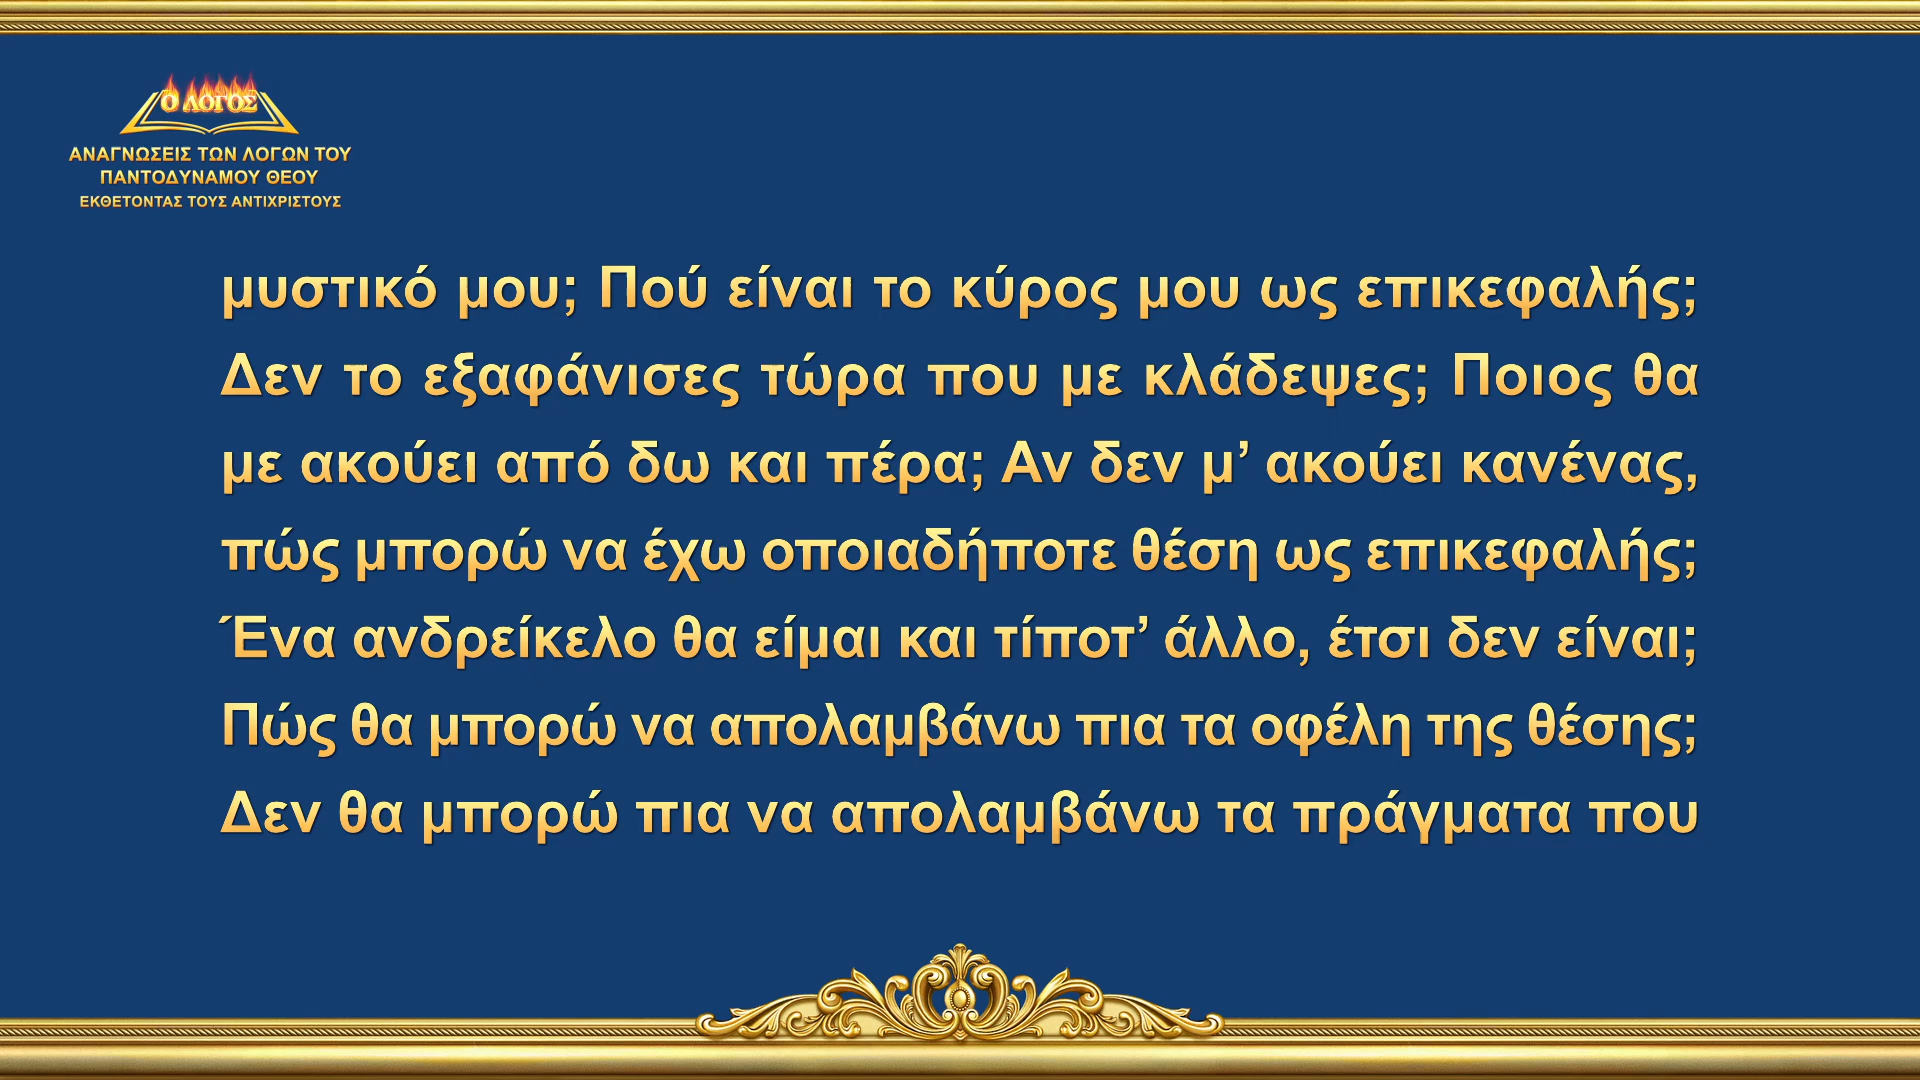 Ο ΛΟΓΟΣ
ΑΝΑΓΝΩΣΕΙΣ ΤΩΝ ΛΟΓΩΝ ΤΟΥ
ΠΑΝΤΟΔΥΝΑΜΟΥ ΘΕΟΥ
ΕΚΘΕΤΟΝΤΑΣ ΤΟΥΣ ΑΝΤΙΧΡΙΣΤΟΥΣ
μυστικό μου; Πού είναι το κύρος μου ως επικεφαλής;
Δεν το εξαφάνισες τώρα που με κλάδεψες; Ποιος θα
με ακούει από δω και πέρα; Αν δεν μ’ ακούει κανένας,
πώς μπορώ να έχω οποιαδήποτε θέση ως επικεφαλής;
Ένα ανδρείκελο θα είμαι και τίποτ’ άλλο, έτσι δεν είναι;
Πώς θα μπορώ να απολαμβάνω πια τα οφέλη της θέσης;
Δεν θα μπορώ πια να απολαμβάνω τα πράγματα που